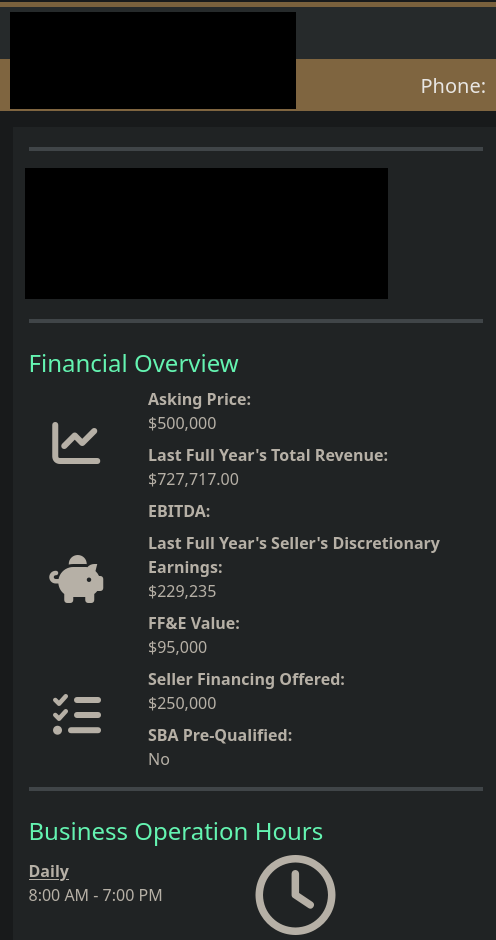 Phone:
Financial Overview
Asking Price:
$500,000
Last Full Year's Total Revenue:
$727,717.00
EBITDA:
Last Full Year's Seller's Discretionary
Earnings:
$229,235
FF&E Value:
$95,000
Seller Financing Offered:
$250,000
SBA Pre-Qualified:
No
Business Operation Hours
Daily
8:00 AM - 7:00 PM